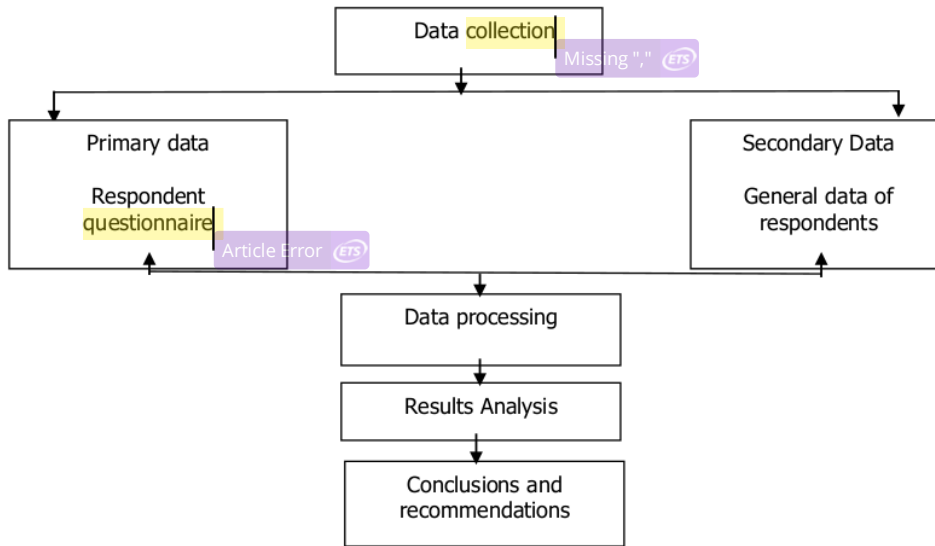 Data collection
Missing "," ETS
Primary data
Respondent
questionnaire
Article Error ETS
Secondary Data
General data of
respondents
Data processing
Results Analysis
Conclusions and
recommendations